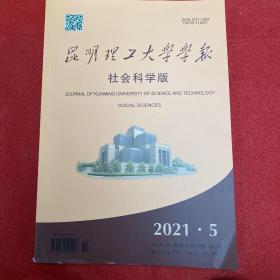 昆明理工大学学报
社会科学版
JOURNAL OF KUNMING UNIVERSITY OF SCIENCE AND TECHNOLOGY
SOCIAL SCIENCES
2021·5